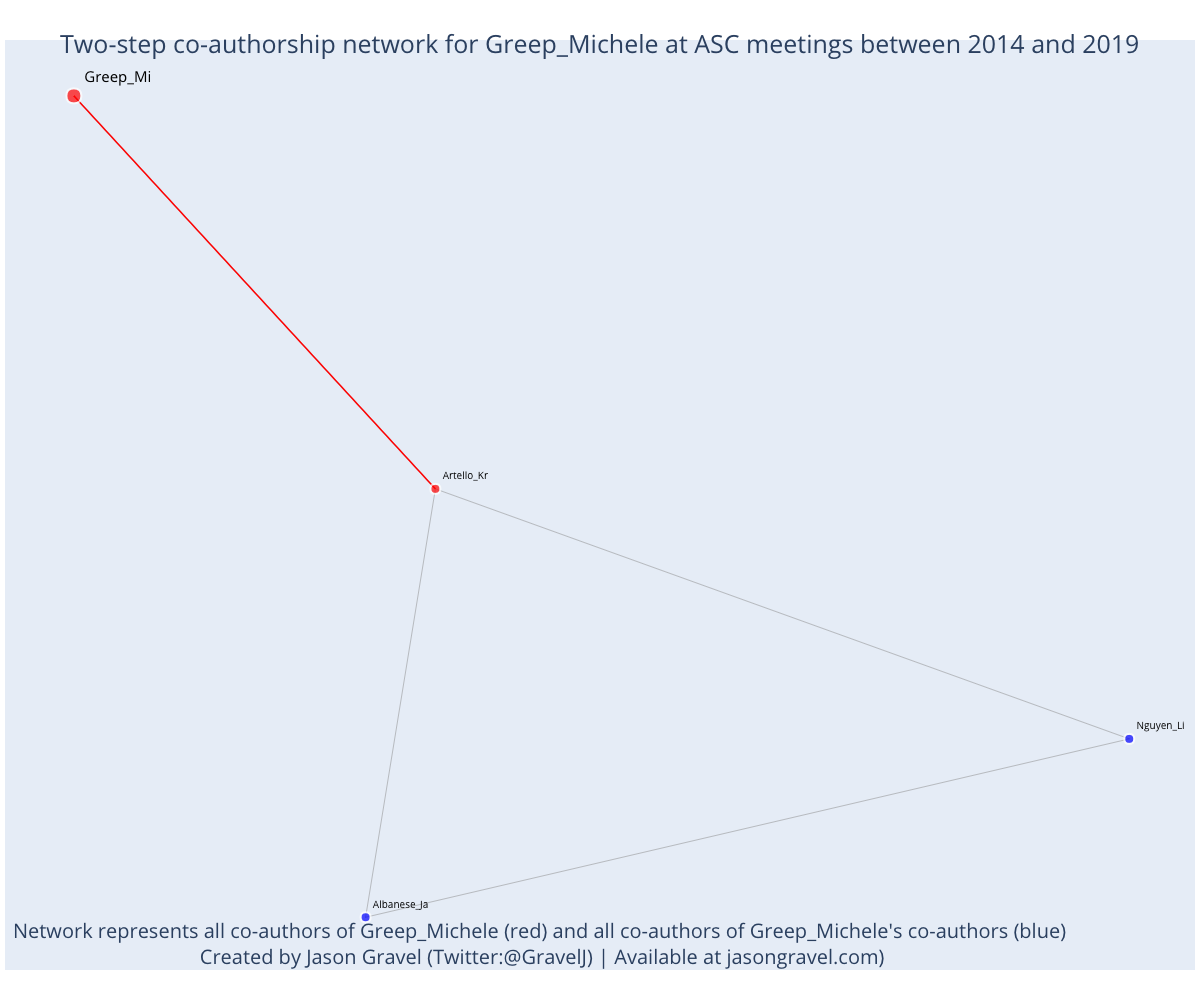 Two-step co-authorship network for Greep_Michele at ASC meetings between 2014 and 2019
Greep_Mi
Artello_Kr
Nguyen_Li
Albanese_Ja
Network represents all co-authors of Greep_Michele (red) and all co-authors of Greep_Michele's co-authors (blue)
Created by Jason Gravel (Twitter:@GravelJ) | Available at jasongravel.com)